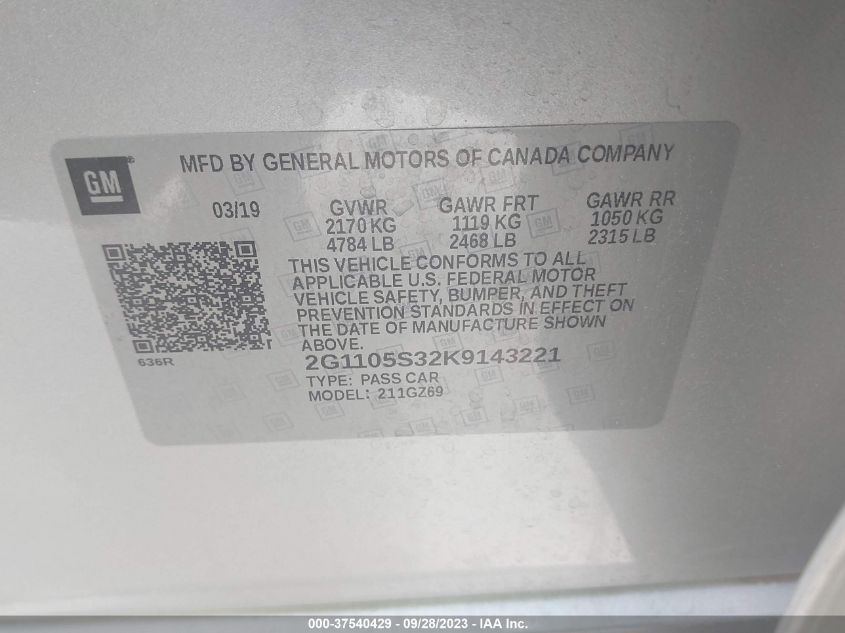 MFD BY GENERAL MOTORS OF CANADA COMPANY
GM®
03/19
GVWR
2170 KG
4784 LB
GAWR FRT
1119 KG
2468 LB
GAWR RR
1050 KG
2315 LB
THIS VEHICLE CONFORMS TO ALL
APPLICABLE U.S. FEDERAL MOTOR
VEHICLE SAFETY, BUMPER, AND THEFT
PREVENTION STANDARDS IN EFFECT ON
THE DATE OF MANUFACTURE SHOWN
ABOVE.
636R
2G1105S32K9143221
TYPE: PASS CAR
MODEL: 211GZ69
000-37540429 - 09/28/2023 - IAA Inc.